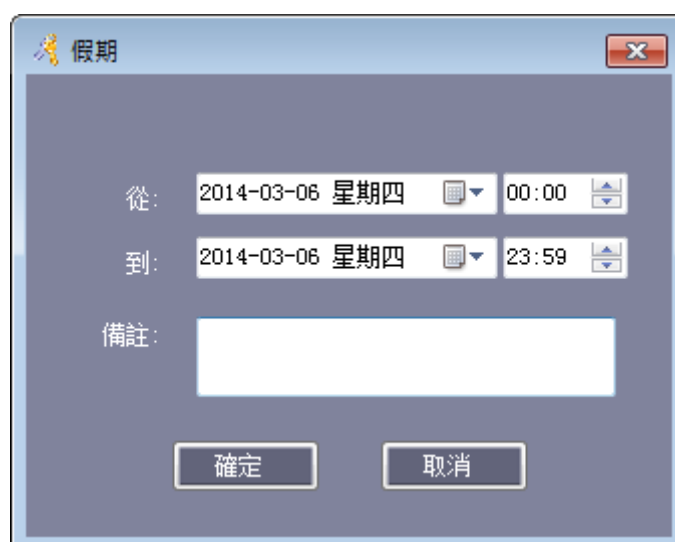 假期
從: 2014-03-06 星期四 00:00
到: 2014-03-06 星期四 23:59
備註:
確定 取消